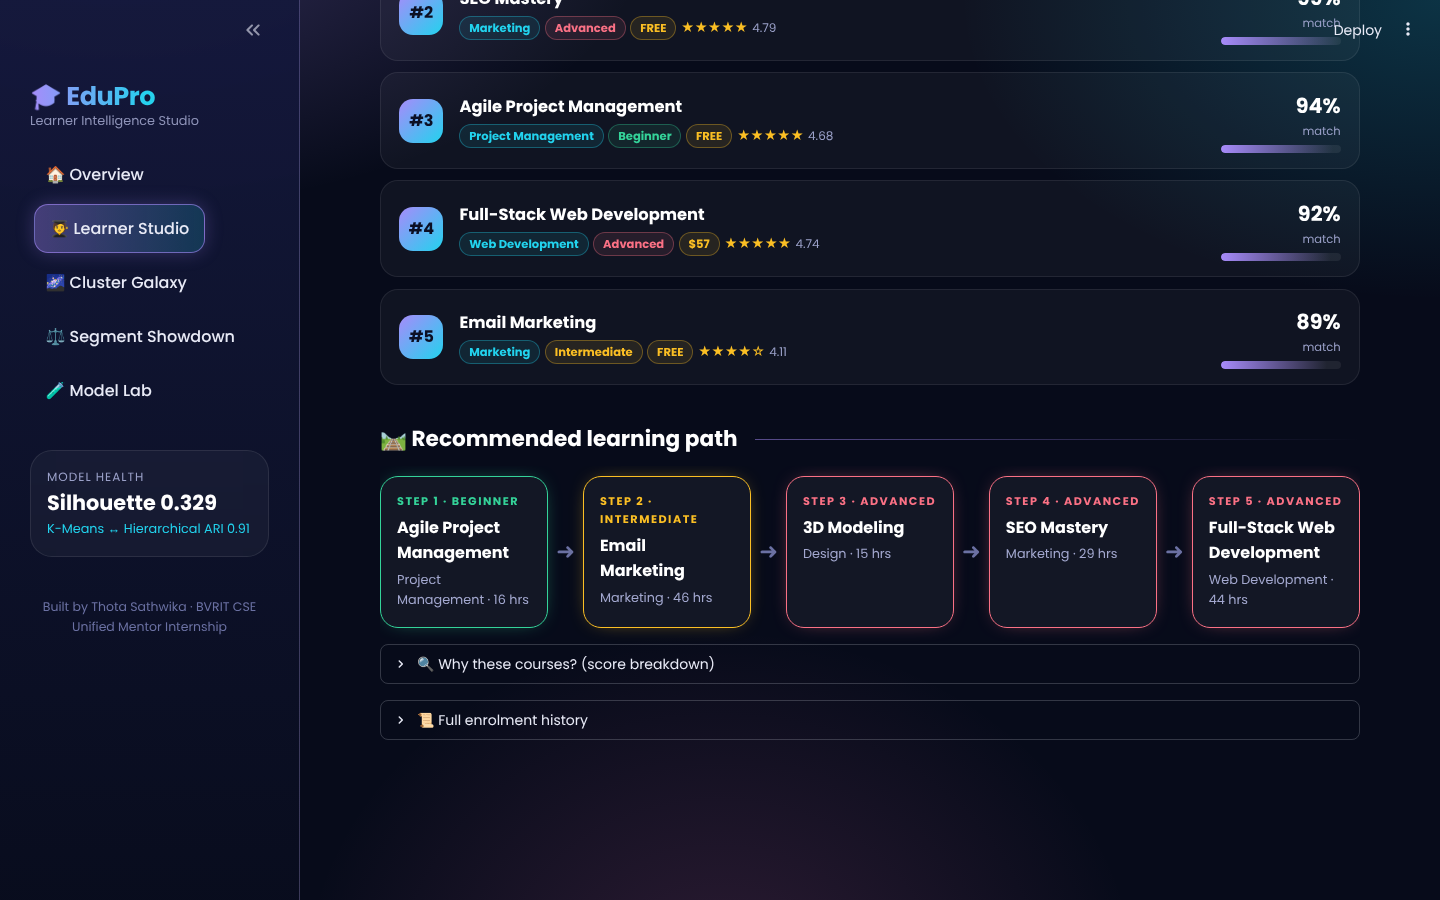 EduPro
Learner Intelligence Studio
Overview
Learner Studio
Cluster Galaxy
Segment Showdown
Model Lab
MODEL HEALTH
Silhouette 0.329
K-Means ↔ Hierarchical ARI 0.91
Built by Thota Sathwika · BVRIT CSE
Unified Mentor Internship
Deploy
#2
SEO Mastery
Marketing Advanced FREE ★★★★★ 4.79
match
#3
Agile Project Management
Project Management Beginner FREE ★★★★★ 4.68
94%
match
#4
Full-Stack Web Development
Web Development Advanced $57 ★★★★★ 4.74
92%
match
#5
Email Marketing
Marketing Intermediate FREE ★★★★☆ 4.11
89%
match
Recommended learning path
STEP 1 · BEGINNER
Agile Project
Management
Project
Management · 16 hrs
STEP 2 ·
INTERMEDIATE
Email
Marketing
Marketing · 46 hrs
STEP 3 · ADVANCED
3D Modeling
Design · 15 hrs
STEP 4 · ADVANCED
SEO Mastery
Marketing · 29 hrs
STEP 5 · ADVANCED
Full-Stack Web
Development
Web Development ·
44 hrs
Why these courses? (score breakdown)
Full enrolment history